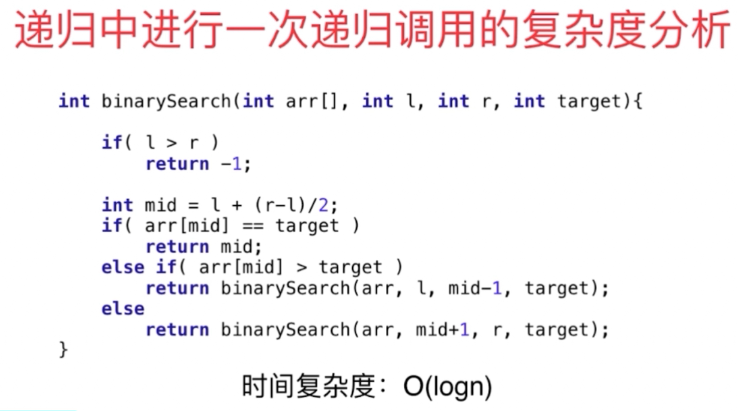 递归中进行一次递归调用的复杂度分析
int binarySearch(int arr[], int l, int r, int target){
if( l > r )
return -1;
int mid = l + (r-l)/2;
if( arr[mid] == target )
return mid;
else if( arr[mid] > target )
return binarySearch(arr, l, mid-1, target);
else
return binarySearch(arr, mid+1, r, target);
}
时间复杂度：O(logn)